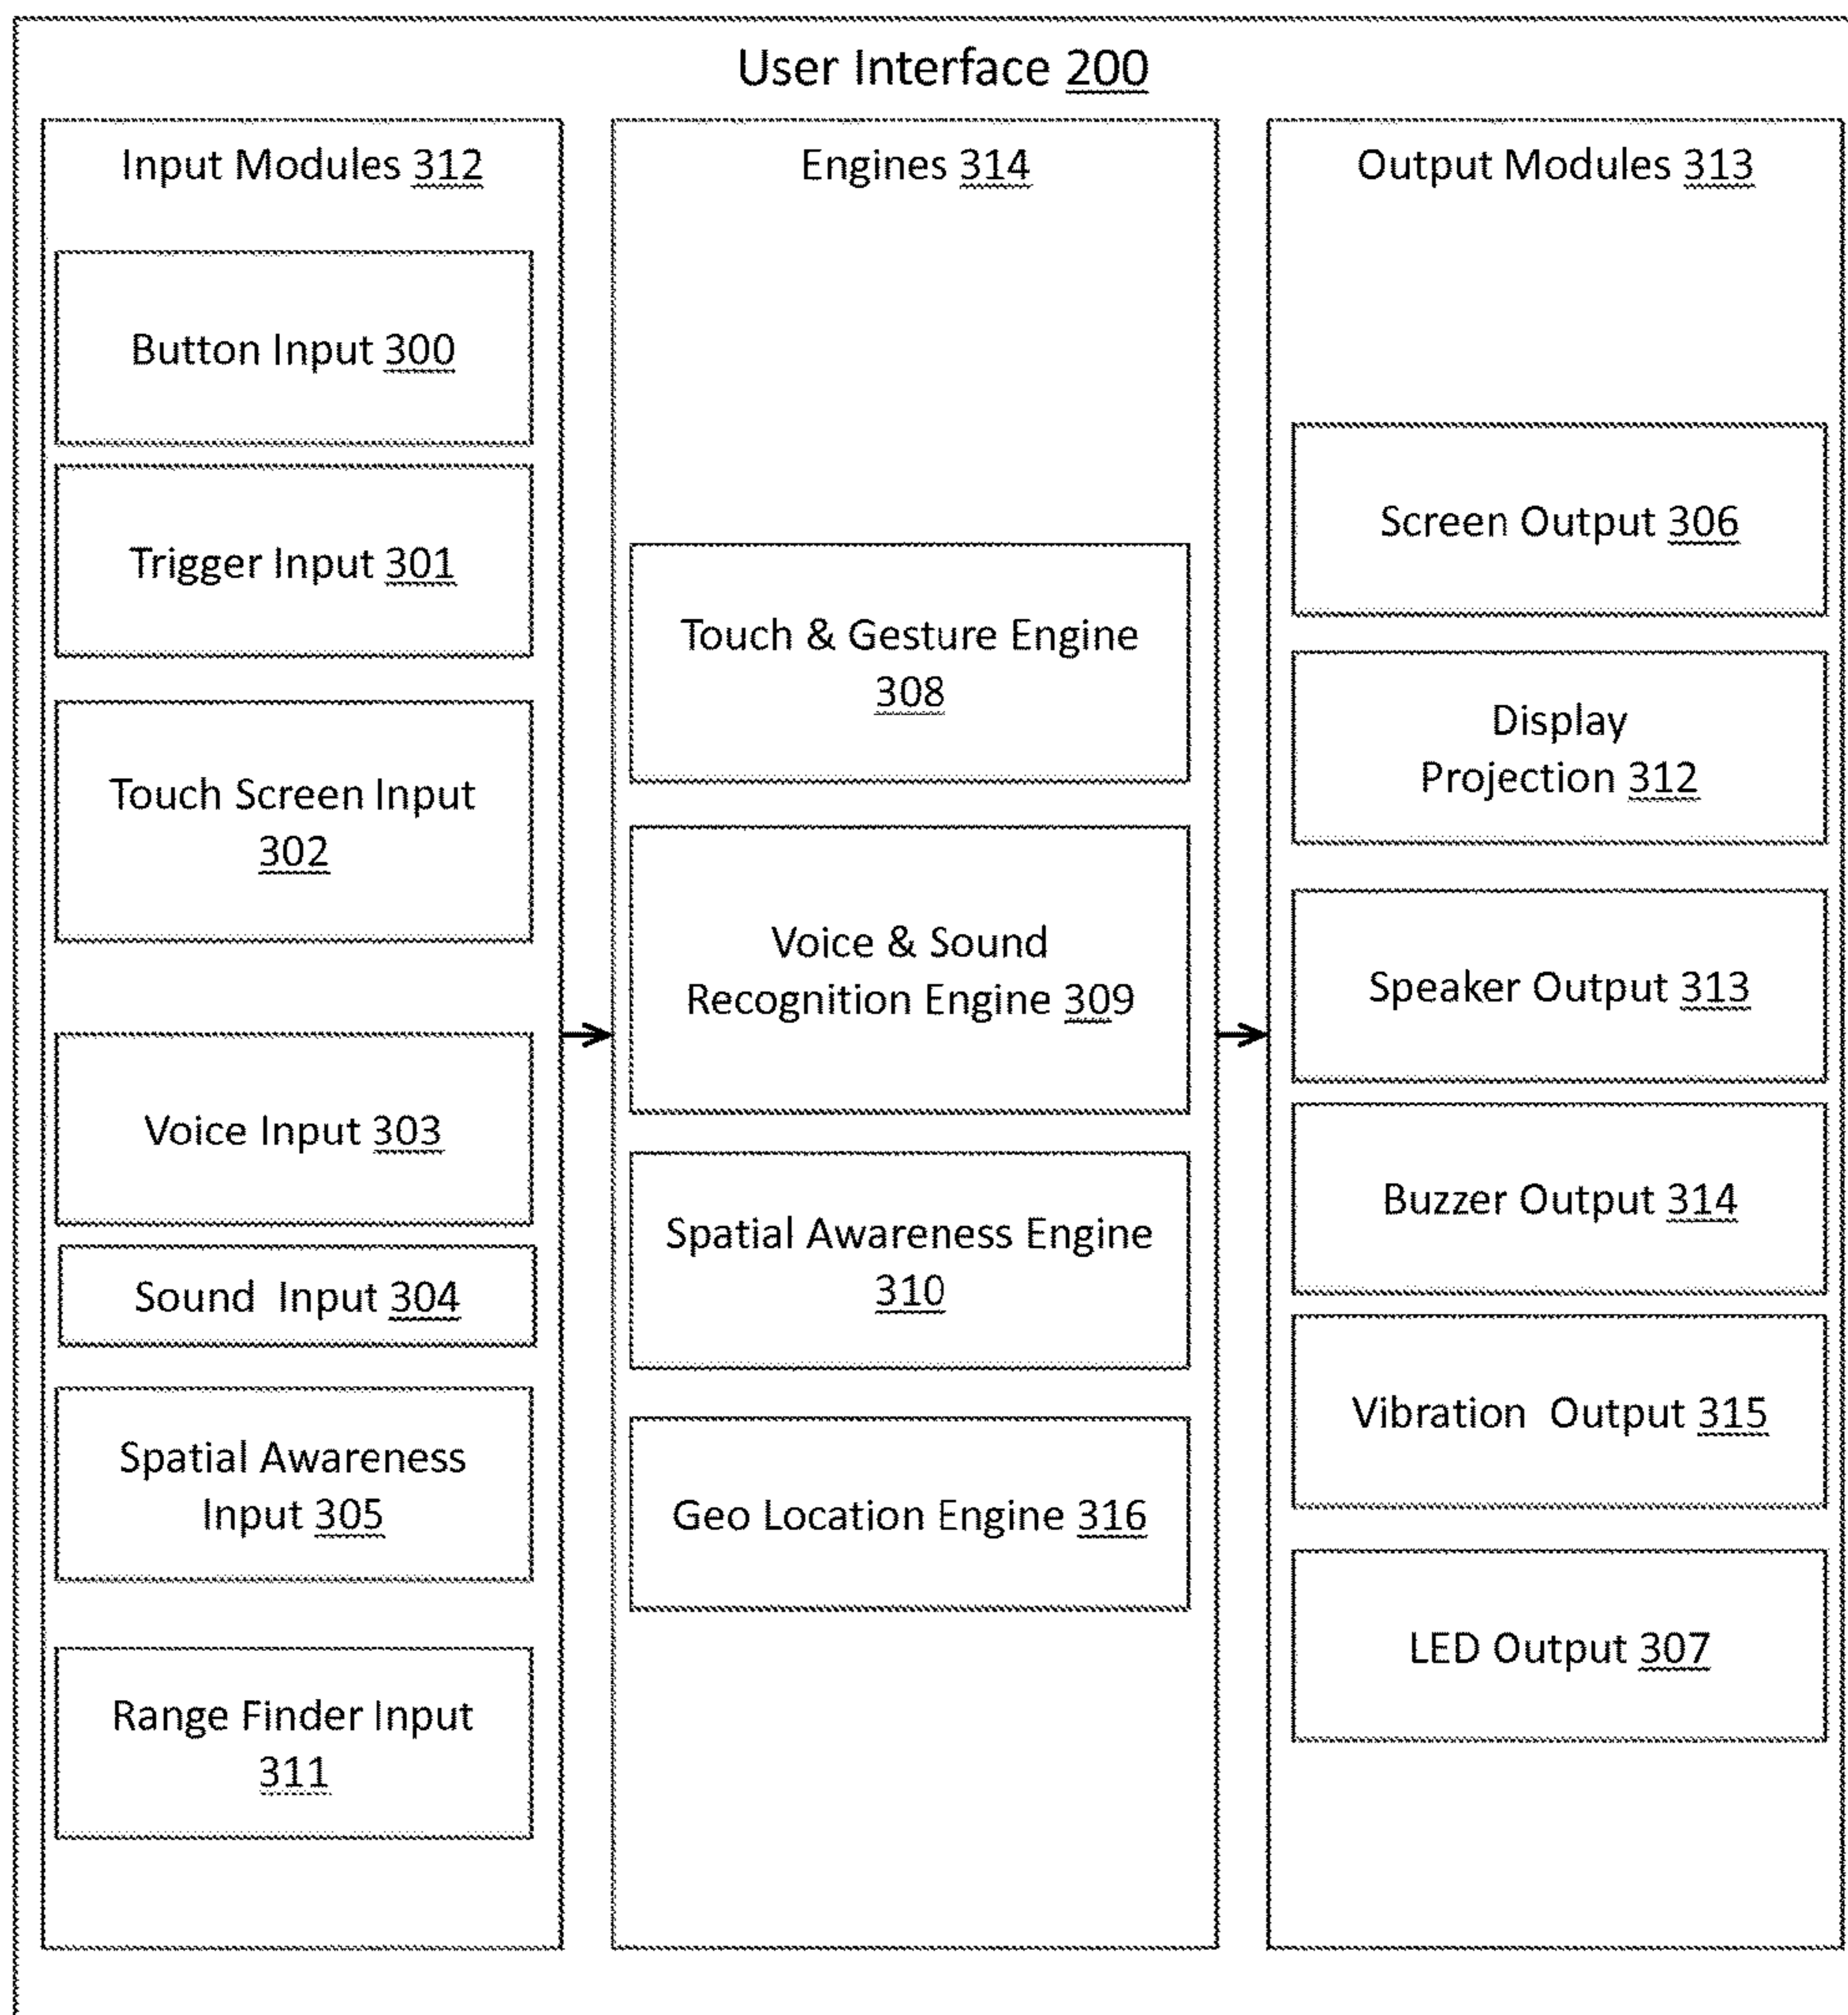 User Interface 200
Input Modules 312
Button Input 300
Trigger Input 301
Touch Screen Input
302
Voice Input 303
Sound Input 304
Spatial Awareness
Input 305
Range Finder Input
311
Engines 314
Touch & Gesture Engine
308
Voice & Sound
Recognition Engine 309
Spatial Awareness Engine
310
Geo Location Engine 316
Output Modules 313
Screen Output 306
Display
Projection 312
Speaker Output 313
Buzzer Output 314
Vibration Output 315
LED Output 307